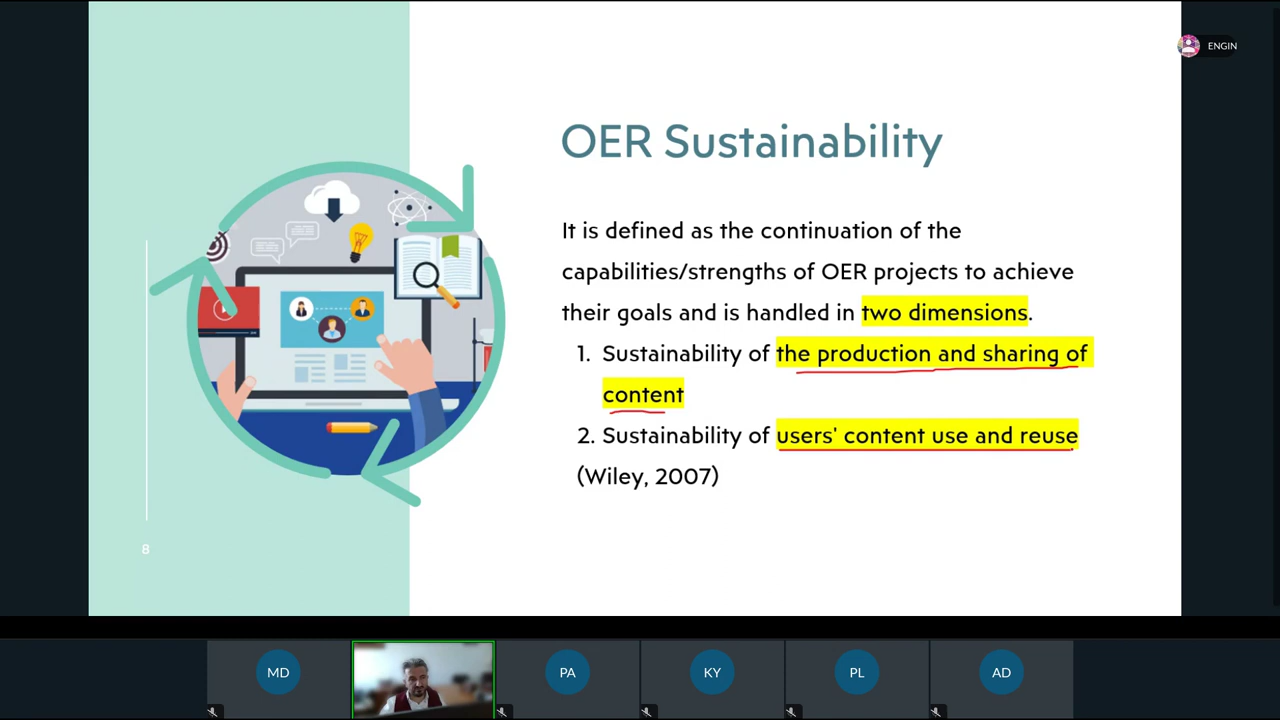 ENGIN
OER Sustainability
It is defined as the continuation of the
capabilities/strengths of OER projects to achieve
their goals and is handled in two dimensions.
1. Sustainability of the production and sharing of
content
2. Sustainability of users' content use and reuse
(Wiley, 2007)
8
MD
PA
KY
PL
AD